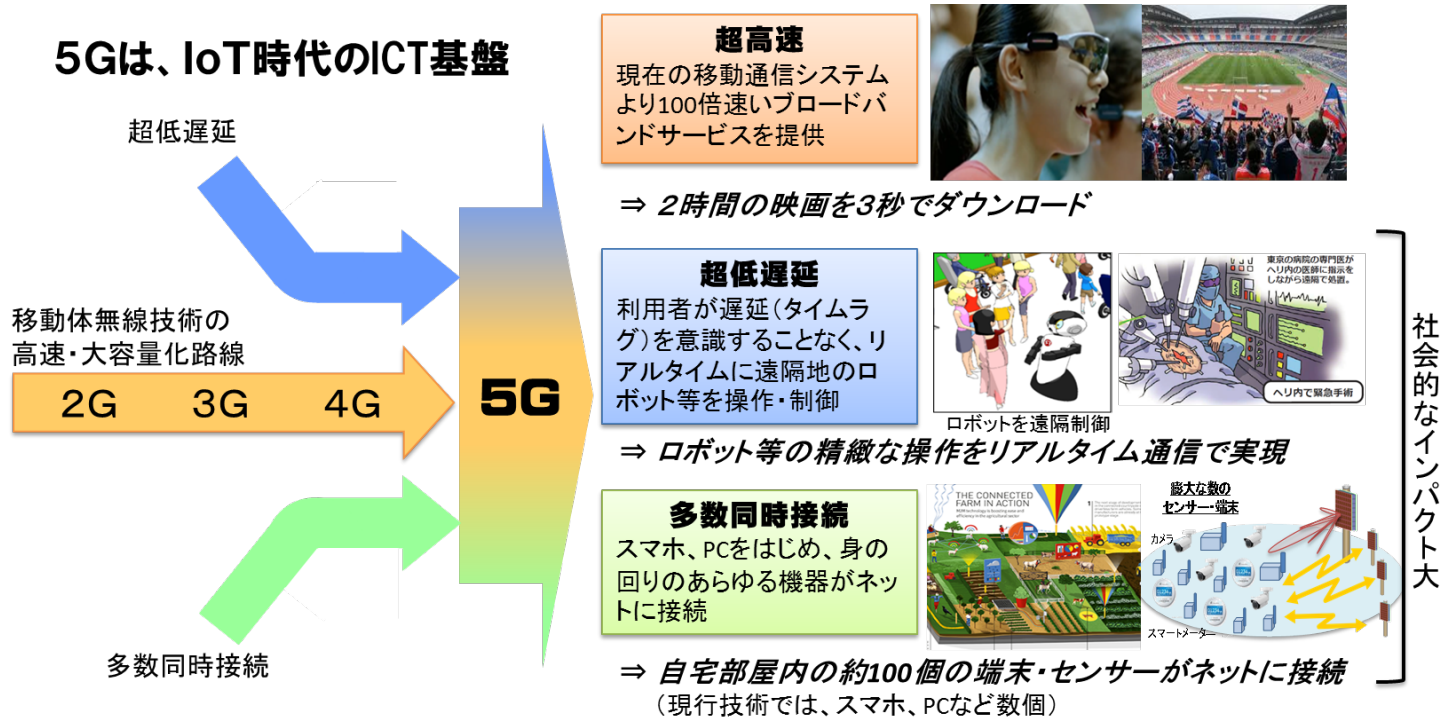 5Gは、IoT時代のICT基盤
超低遅延
移動体無線技術の
高速・大容量化路線
2G 3G 4G
5G
多数同時接続
超高速
現在の移動通信システム
より100倍速いブロードバ
ンドサービスを提供
⇒ 2時間の映画を3秒でダウンロード
超低遅延
利用者が遅延(タイムラ
グ)を意識することなく、リ
アルタイムに遠隔地のロ
ボット等を操作・制御
ロボットを遠隔制御
東京の病院の専門医が
ヘリ内の医師に指示を
しながら遠隔で処置。
ヘリ内で緊急手術
⇒ ロボット等の精緻な操作をリアルタイム通信で実現
多数同時接続
スマホ、PCをはじめ、身の
回りのあらゆる機器がネッ
トに接続
THE CONNECTED
FARM IN ACTION
膨大な数の
センサー・端末
カメラ
スマートメーター
⇒ 自宅部屋内の約100個の端末・センサーがネットに接続
(現行技術では、スマホ、PCなど数個)
社会的なインパクト大